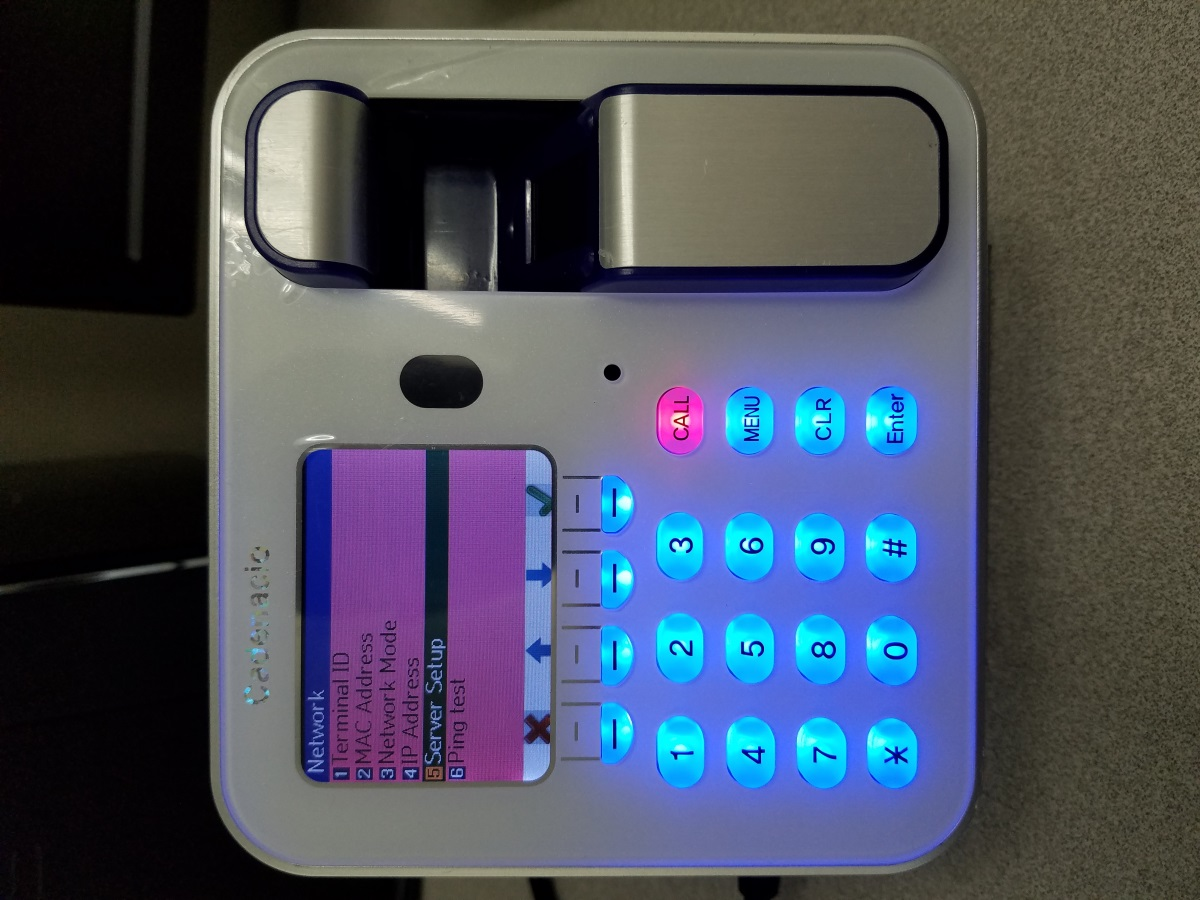 Network
1 Terminal ID
2 MAC Address
3 Network Mode
4 IP Address
5 Server Setup
6 Ping test
1 2 3 CALL
4 5 6 MENU
7 8 9 CLR
* 0 # Enter